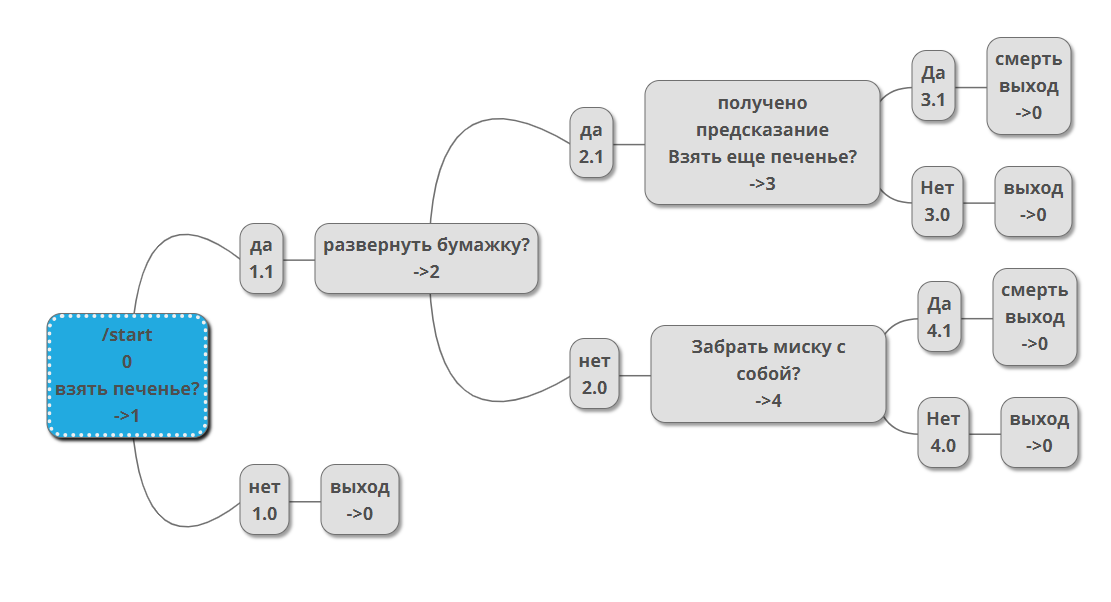 /start
0
взять печенье?
->1
да
1.1
развернуть бумажку?
->2
да
2.1
получено
предсказание
Взять еще печенье?
->3
Да
3.1
смерть
выход
->0
Нет
3.0
выход
->0
нет
2.0
Забрать миску с
собой?
->4
Да
4.1
смерть
выход
->0
Нет
4.0
выход
->0
нет
1.0
выход
->0